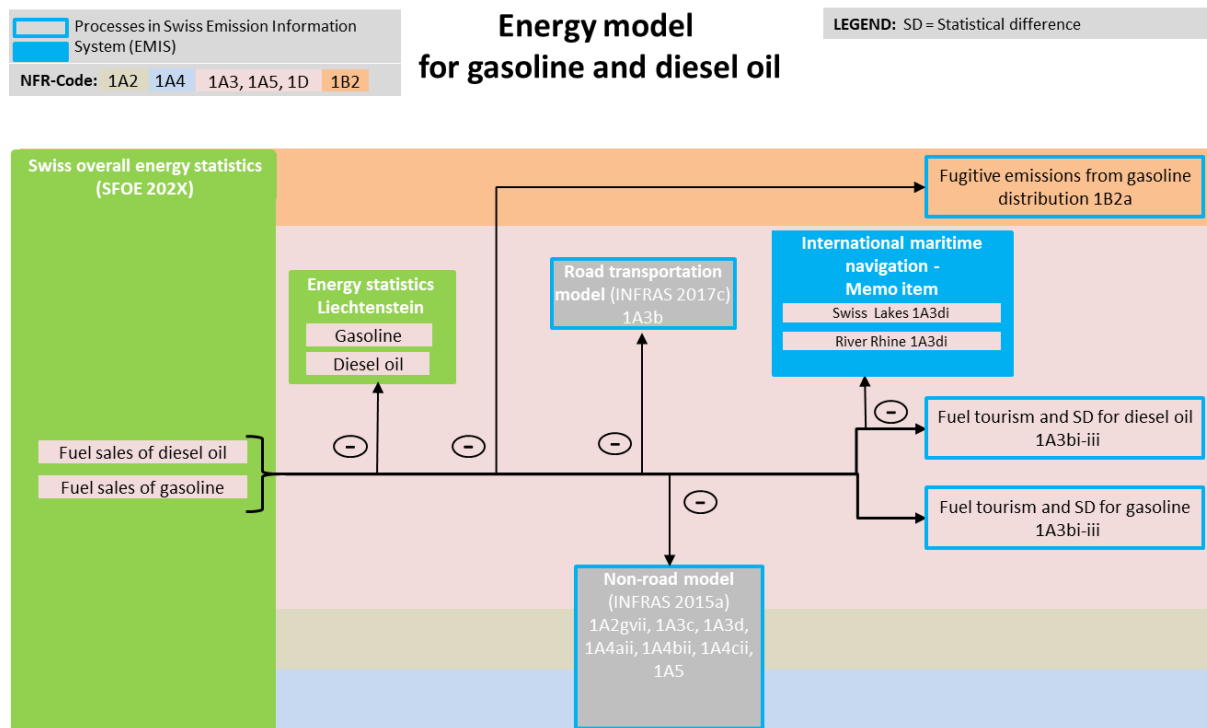 Processes in Swiss Emission Information
System (EMIS)
NFR-Code: 1A2 1A4 1A3, 1A5, 1D 1B2
Energy model
for gasoline and diesel oil
LEGEND: SD = Statistical difference
Swiss overall energy statistics
(SFOE 202X)
Fugitive emissions from gasoline
distribution 1B2a
International maritime
navigation -
Memo item
Swiss Lakes 1A3di
River Rhine 1A3di
Road transportation
model (INFRAS 2017c)
1A3b
Energy statistics
Liechtenstein
Gasoline
Diesel oil
Fuel sales of diesel oil
Fuel sales of gasoline
-
-
-
-
-
Fuel tourism and SD for diesel oil
1A3bi-iii
Fuel tourism and SD for gasoline
1A3bi-iii
Non-road model
(INFRAS 2015a)
1A2gvii, 1A3c, 1A3d,
1A4aii, 1A4bii, 1A4cii,
1A5